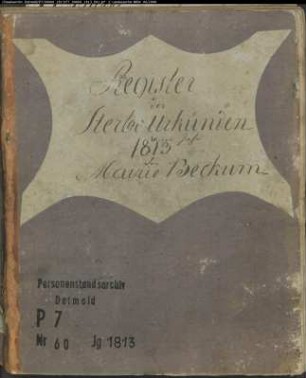 Register
der
Sterbe Urkunden
1813
Mairie Beckum
Personenstandsarchiv
Detmold
P 7
Nr 60 Jg 1813